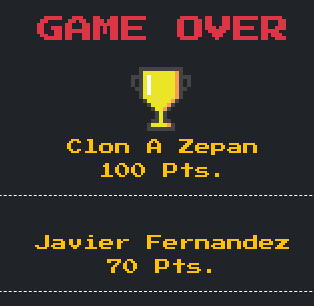 GAME OVER
Clon A Zepan
100 Pts.
Javier Fernandez
70 Pts.